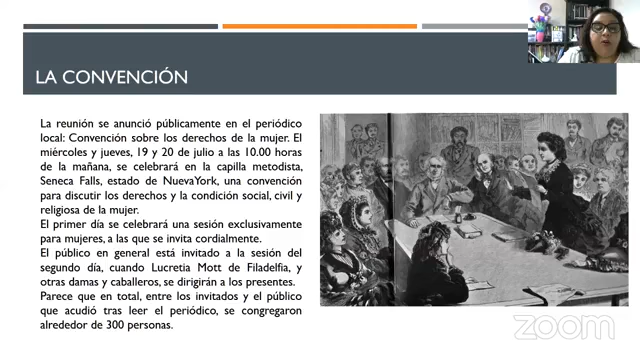 LA CONVENCIÓN
La reunión se anunció públicamente en el periódico
local: Convención sobre los derechos de la mujer. El
miércoles y jueves, 19 y 20 de julio a las 10.00 horas
de la mañana, se celebrará en la capilla metodista,
Seneca Falls, estado de NuevaYork, una convención
para discutir los derechos y la condición social, civil y
religiosa de la mujer.
El primer día se celebrará una sesión exclusivamente
para mujeres, a las que se invita cordialmente.
El público en general está invitado a la sesión del
segundo día, cuando Lucretia Mott de Filadelfia, y
otras damas y caballeros, se dirigirán a los presentes.
Parece que en total, entre los invitados y el público
que acudió tras leer el periódico, se congregaron
alrededor de 300 personas.
zoom